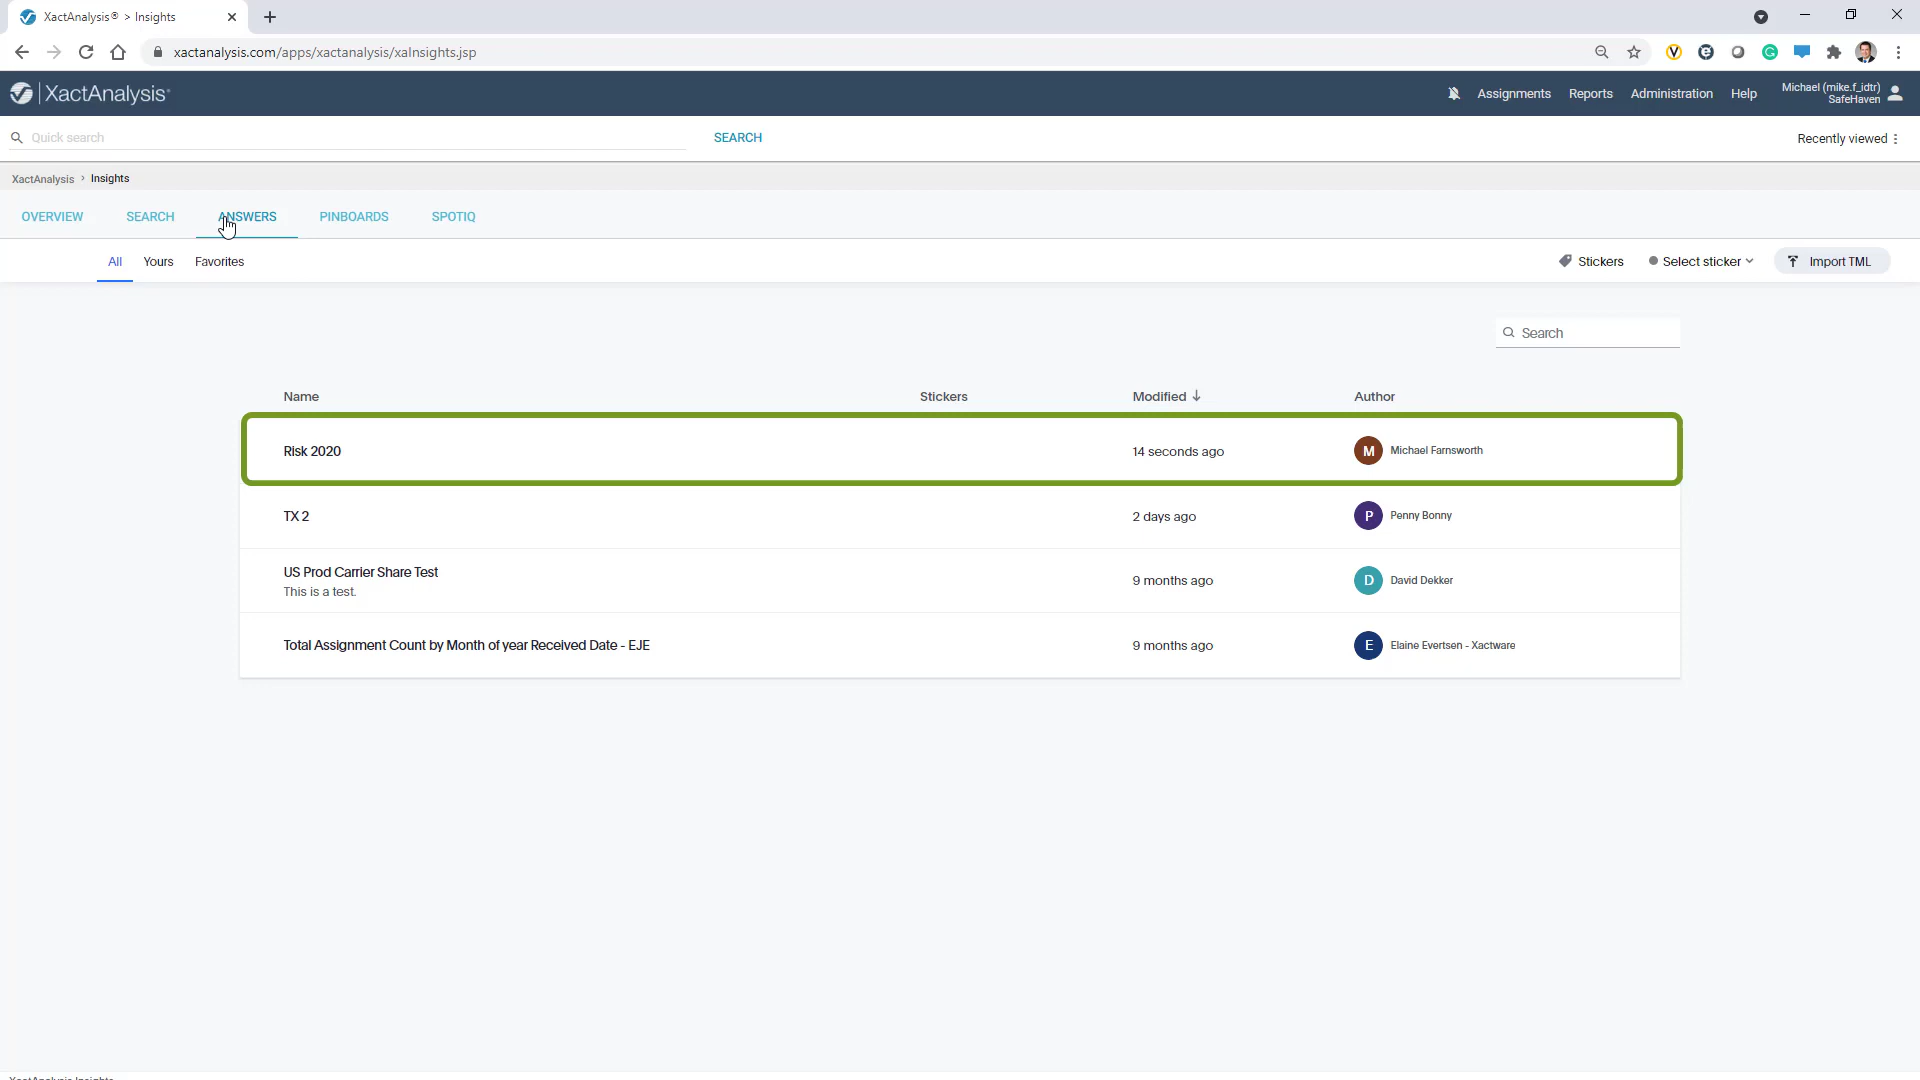 XactAnalysis® > Insights
xactanalysis.com/apps/xactanalysis/xaInsights.jsp
XactAnalysis®
Assignments
Reports
Administration
Help
Michael (mike.f_idtr)
SafeHaven
Quick search
SEARCH
Recently viewed
XactAnalysis › Insights
OVERVIEW
SEARCH
ANSWERS
PINBOARDS
SPOTIQ
All
Yours
Favorites
Stickers
Select sticker
Import TML
Search
Name
Stickers
Modified
Author
Risk 2020
14 seconds ago
M
Michael Farnsworth
TX 2
2 days ago
P
Penny Bonny
US Prod Carrier Share Test
This is a test.
9 months ago
D
David Dekker
Total Assignment Count by Month of year Received Date - EJE
9 months ago
E
Elaine Evertsen - Xactware
XactAnalysis Insights